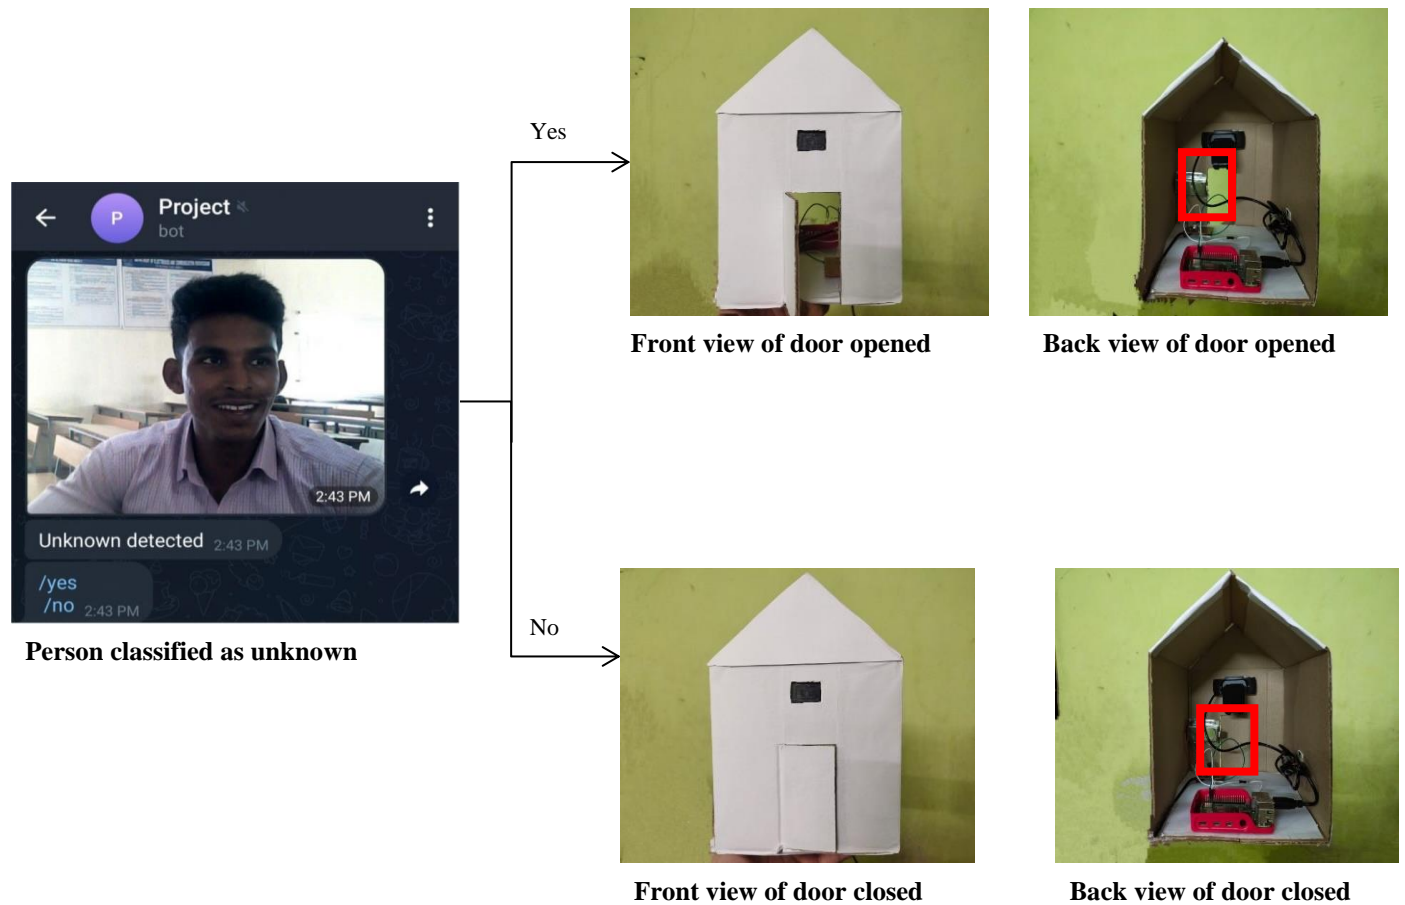 Yes
P
Project
bot
2:43 PM
Unknown detected 2:43 PM
/yes
/no 2:43 PM
Person classified as unknown
Front view of door opened
Back view of door opened
No
Front view of door closed
Back view of door closed